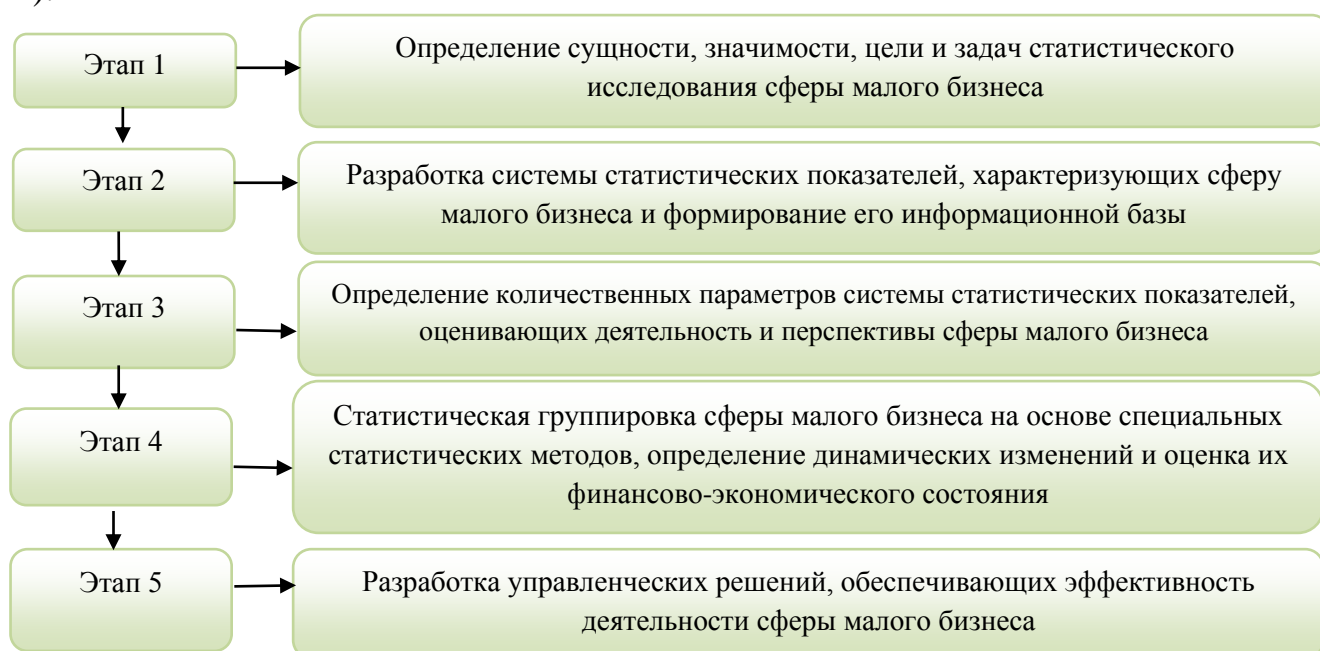 Этап 1
Определение сущности, значимости, цели и задач статистического
исследования сферы малого бизнеса
Этап 2
Разработка системы статистических показателей, характеризующих сферу
малого бизнеса и формирование его информационной базы
Этап 3
Определение количественных параметров системы статистических показателей,
оценивающих деятельность и перспективы сферы малого бизнеса
Этап 4
Статистическая группировка сферы малого бизнеса на основе специальных
статистических методов, определение динамических изменений и оценка их
финансово-экономического состояния
Этап 5
Разработка управленческих решений, обеспечивающих эффективность
деятельности сферы малого бизнеса